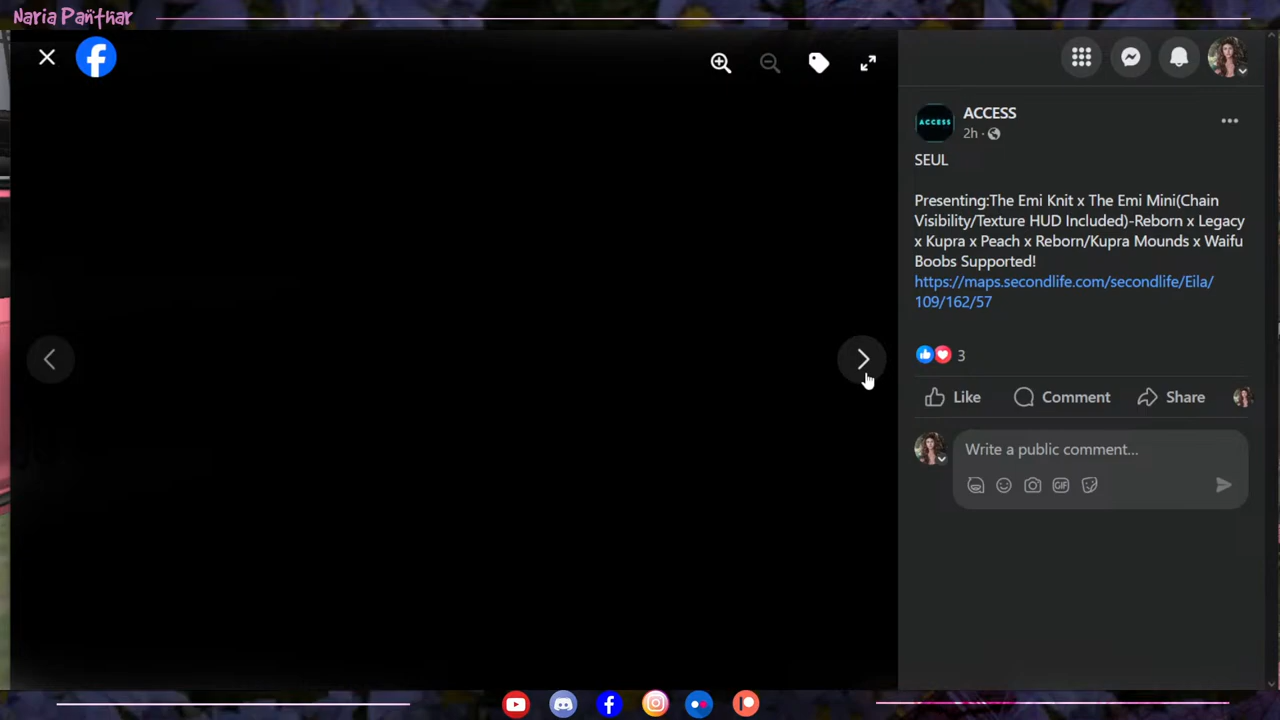 Naria Panthar
ACCESS
ACCESS
2h ·
SEUL
Presenting:The Emi Knit x The Emi Mini(Chain
Visibility/Texture HUD Included)-Reborn x Legacy
x Kupra x Peach x Reborn/Kupra Mounds x Waifu
Boobs Supported!
https://maps.secondlife.com/secondlife/Eila/
109/162/57
3
Like
Comment
Share
Write a public comment…
GIF